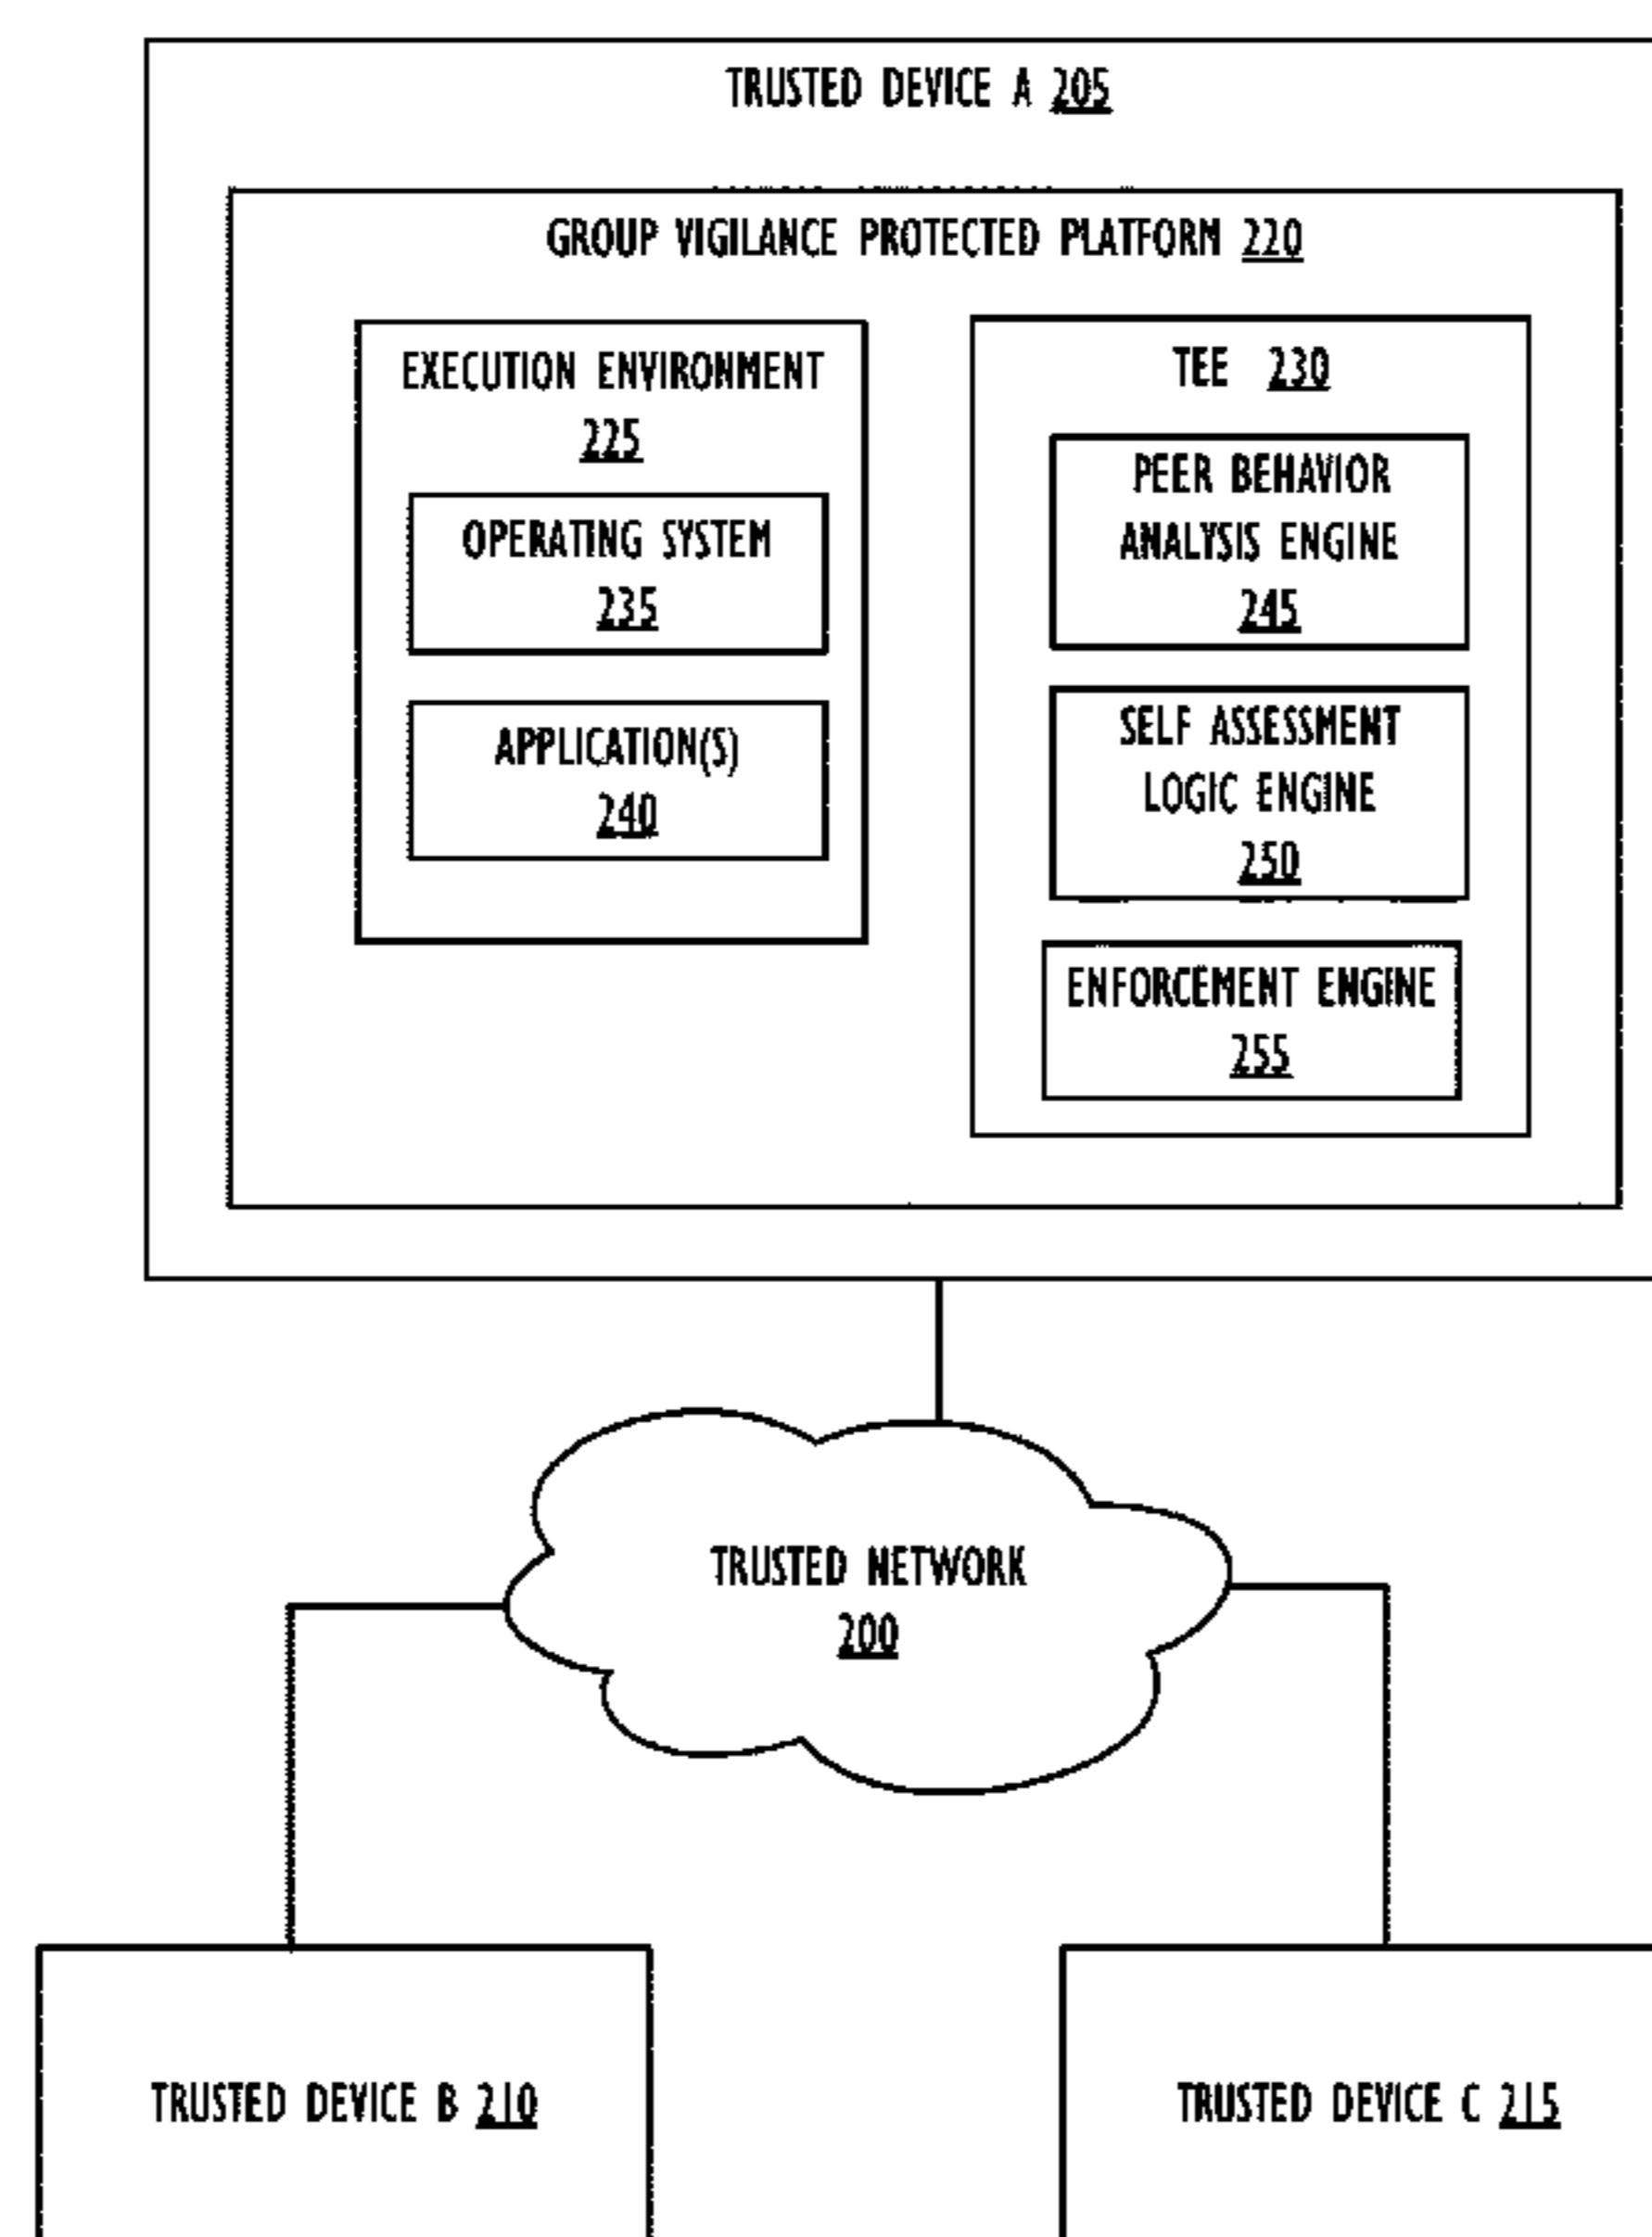 TRUSTED DEVICE A 205
GROUP VIGILANCE PROTECTED PLATFORM 220
EXECUTION ENVIRONMENT
225
OPERATING SYSTEM
235
APPLICATION(S)
240
TEE 230
PEER BEHAVIOR
ANALYSIS ENGINE
245
SELF ASSESSMENT
LOGIC ENGINE
250
ENFORCEMENT ENGINE
255
TRUSTED NETWORK
200
TRUSTED DEVICE B 210
TRUSTED DEVICE C 215